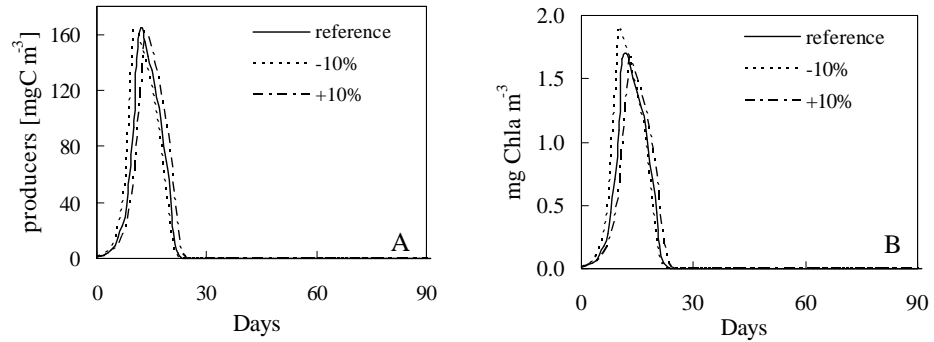 producers [mgC m-3]
160
120
80
40
0
reference
-10%
+10%
A
0 30 60 90
Days
mg Chla m-3
2.0
1.5
1.0
0.5
0.0
reference
-10%
+10%
B
0 30 60 90
Days